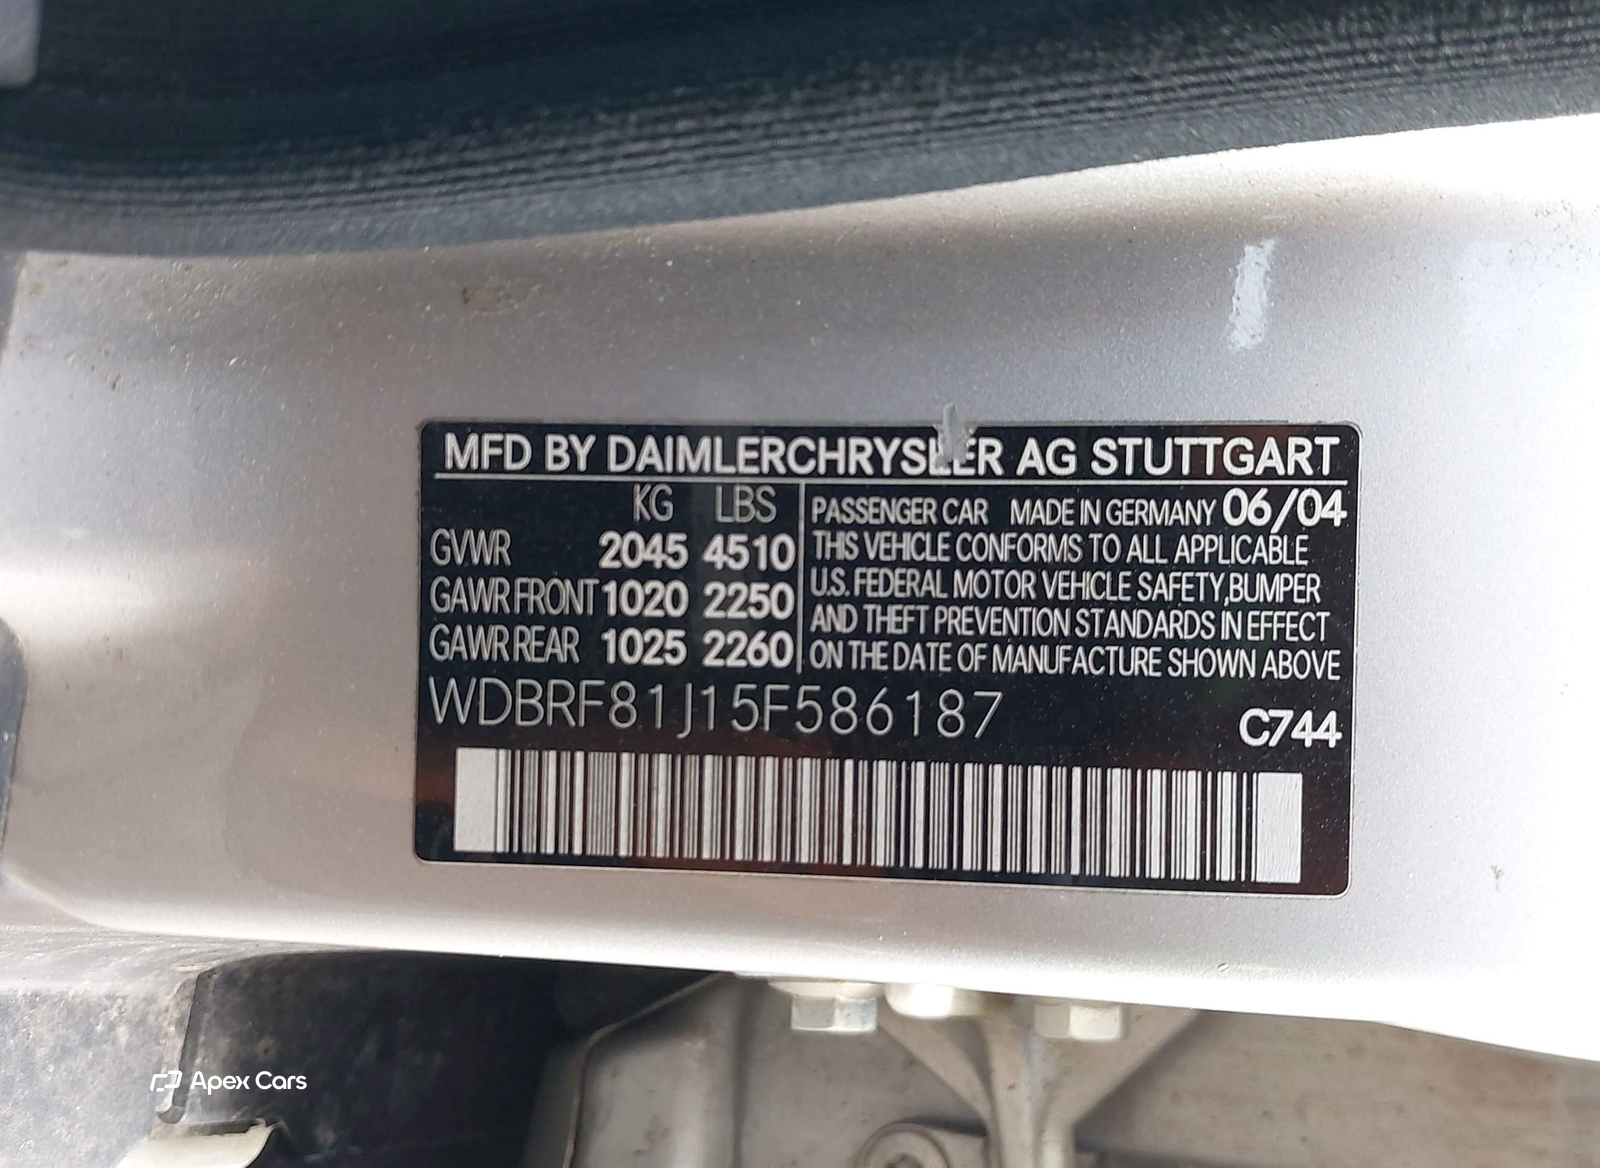 MFD BY DAIMLERCHRYSLER AG STUTTGART
KG LBS
GVWR 2045 4510
GAWR FRONT 1020 2250
GAWR REAR 1025 2260
PASSENGER CAR MADE IN GERMANY 06/04
THIS VEHICLE CONFORMS TO ALL APPLICABLE
U.S. FEDERAL MOTOR VEHICLE SAFETY, BUMPER
AND THEFT PREVENTION STANDARDS IN EFFECT
ON THE DATE OF MANUFACTURE SHOWN ABOVE
WDBRF81J15F586187
C744
Apex Cars